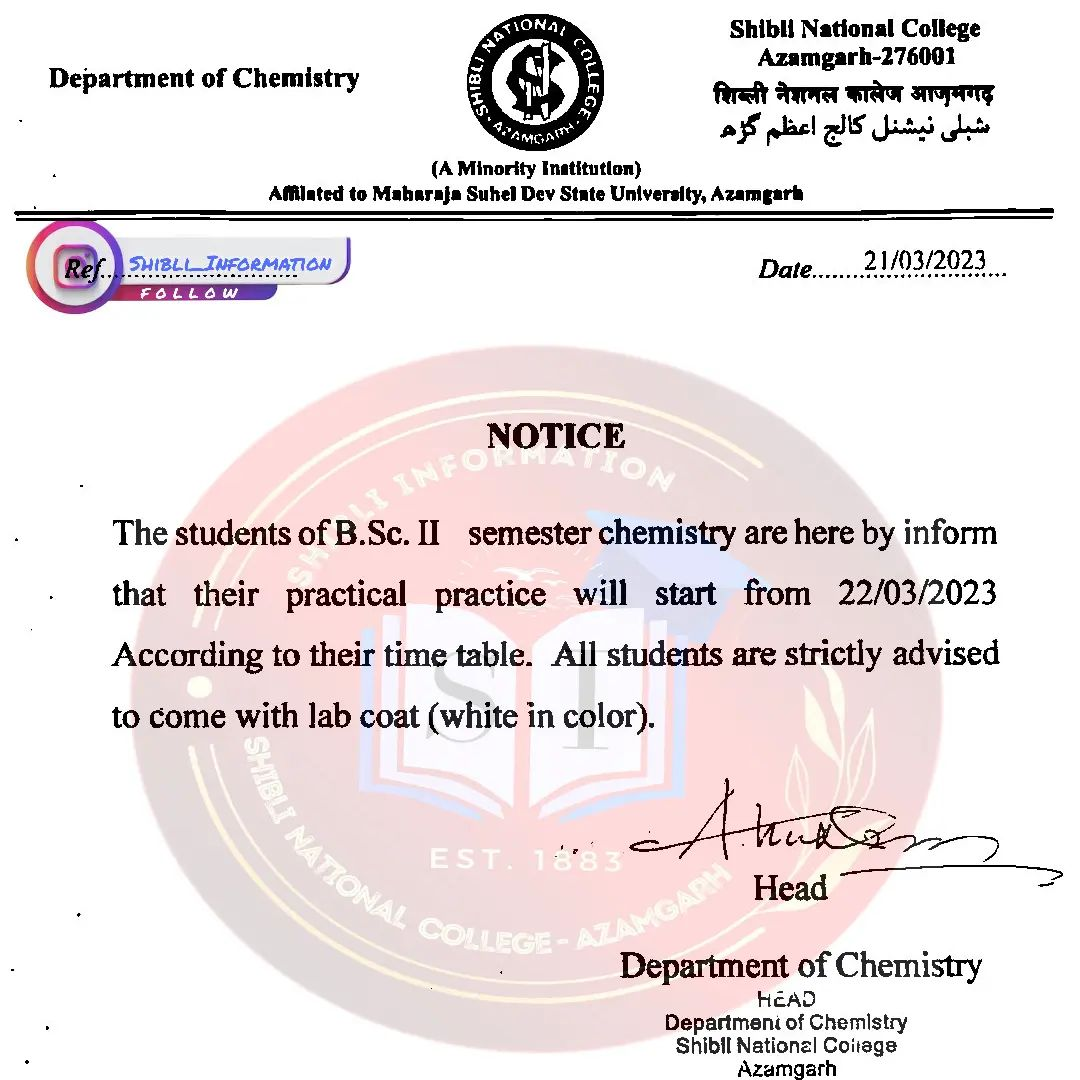 Department of Chemistry
SHIBLI NATIONAL COLLEGE
AZAMGARH
Shibli National College
Azamgarh-276001
शिब्ली नेशनल कालेज आज़मगढ़
شبلی نیشنل کالج اعظم گڑھ
(A Minority Institution)
Affiliated to Maharaja Suhel Dev State University, Azamgarh
Ref..
SHIBLI_INFORMATION
FOLLOW
Date......21/03/2023...
NOTICE
SHIBLI INFORMATION
The students of B.Sc. II semester chemistry are here by inform
that their practical practice will start from 22/03/2023
According to their time table. All students are strictly advised
to come with lab coat (white in color).
S I
EST. 1883
SHIBLI NATIONAL COLLEGE - AZAMGARH
Head
Department of Chemistry
HEAD
Department of Chemistry
Shibli National College
Azamgarh